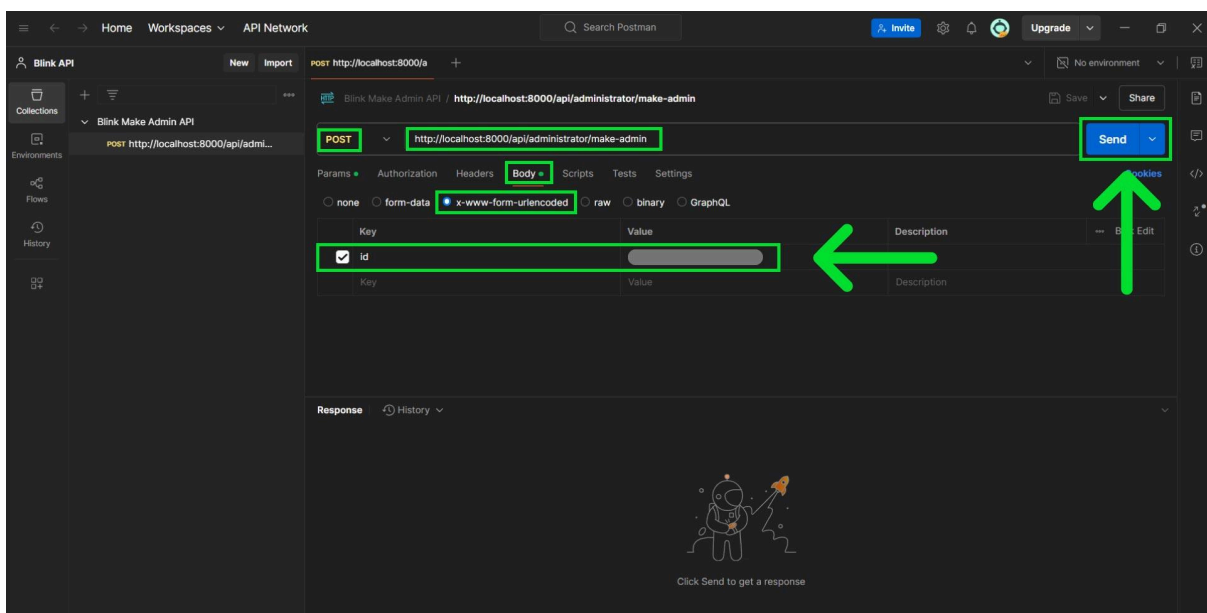 Home Workspaces API Network Search Postman Invite Upgrade
Blink API New Import POST http://localhost:8000/a No environment
Collections
Blink Make Admin API / http://localhost:8000/api/administrator/make-admin Save Share
Blink Make Admin API
POST http://localhost:8000/api/admi...
POST http://localhost:8000/api/administrator/make-admin Send
Environments
Params Authorization Headers Body Scripts Tests Settings
Flows
none form-data x-www-form-urlencoded raw binary GraphQL
History
Key Value Description Edit
id
Key Value Description
Response History
Click Send to get a response